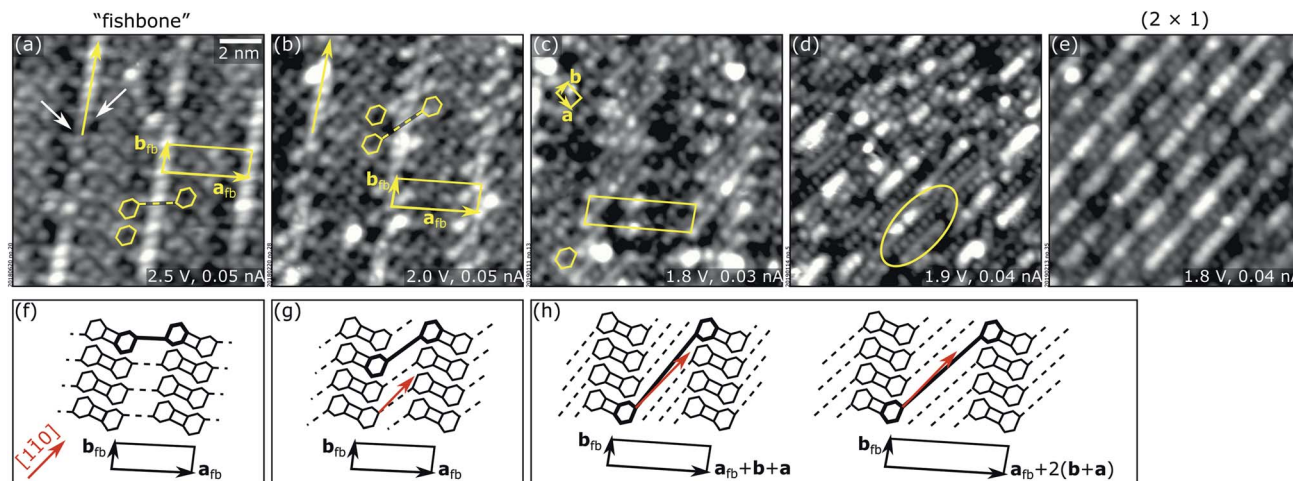 “fishbone”
(2 × 1)
(a)
2 nm
b_fb
a_fb
2.5 V, 0.05 nA
(b)
b_fb
a_fb
2.0 V, 0.05 nA
(c)
b
a
1.8 V, 0.03 nA
(d)
1.9 V, 0.04 nA
(e)
1.8 V, 0.04 nA
(f)
[11̄0]
b_fb
a_fb
(g)
b_fb
a_fb
(h)
b_fb
a_fb+b+a
b_fb
a_fb+2(b+a)